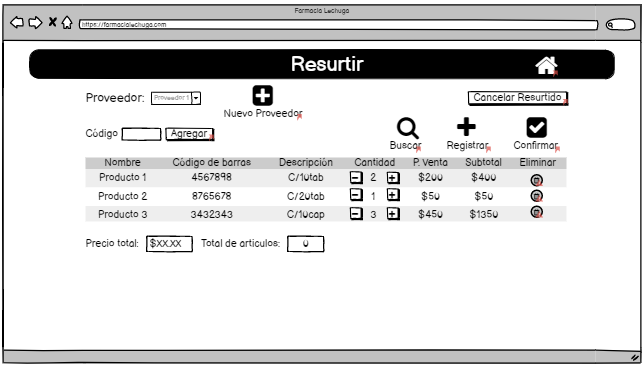 Farmacia Lechuga
https://farmacialechuga.com
Resurtir
Proveedor: Proveedor 1
Nuevo Proveedor
Cancelar Resurtido
Código Agregar
Buscar Registrar Confirmar
Nombre Código de barras Descripción Cantidad P. Venta Subtotal Eliminar
Producto 1 4567898 C/10tab 2 $200 $400
Producto 2 8765678 C/20tab 1 $50 $50
Producto 3 3432343 C/10cap 3 $450 $1350
Precio total: $XX.XX Total de articulos: 0